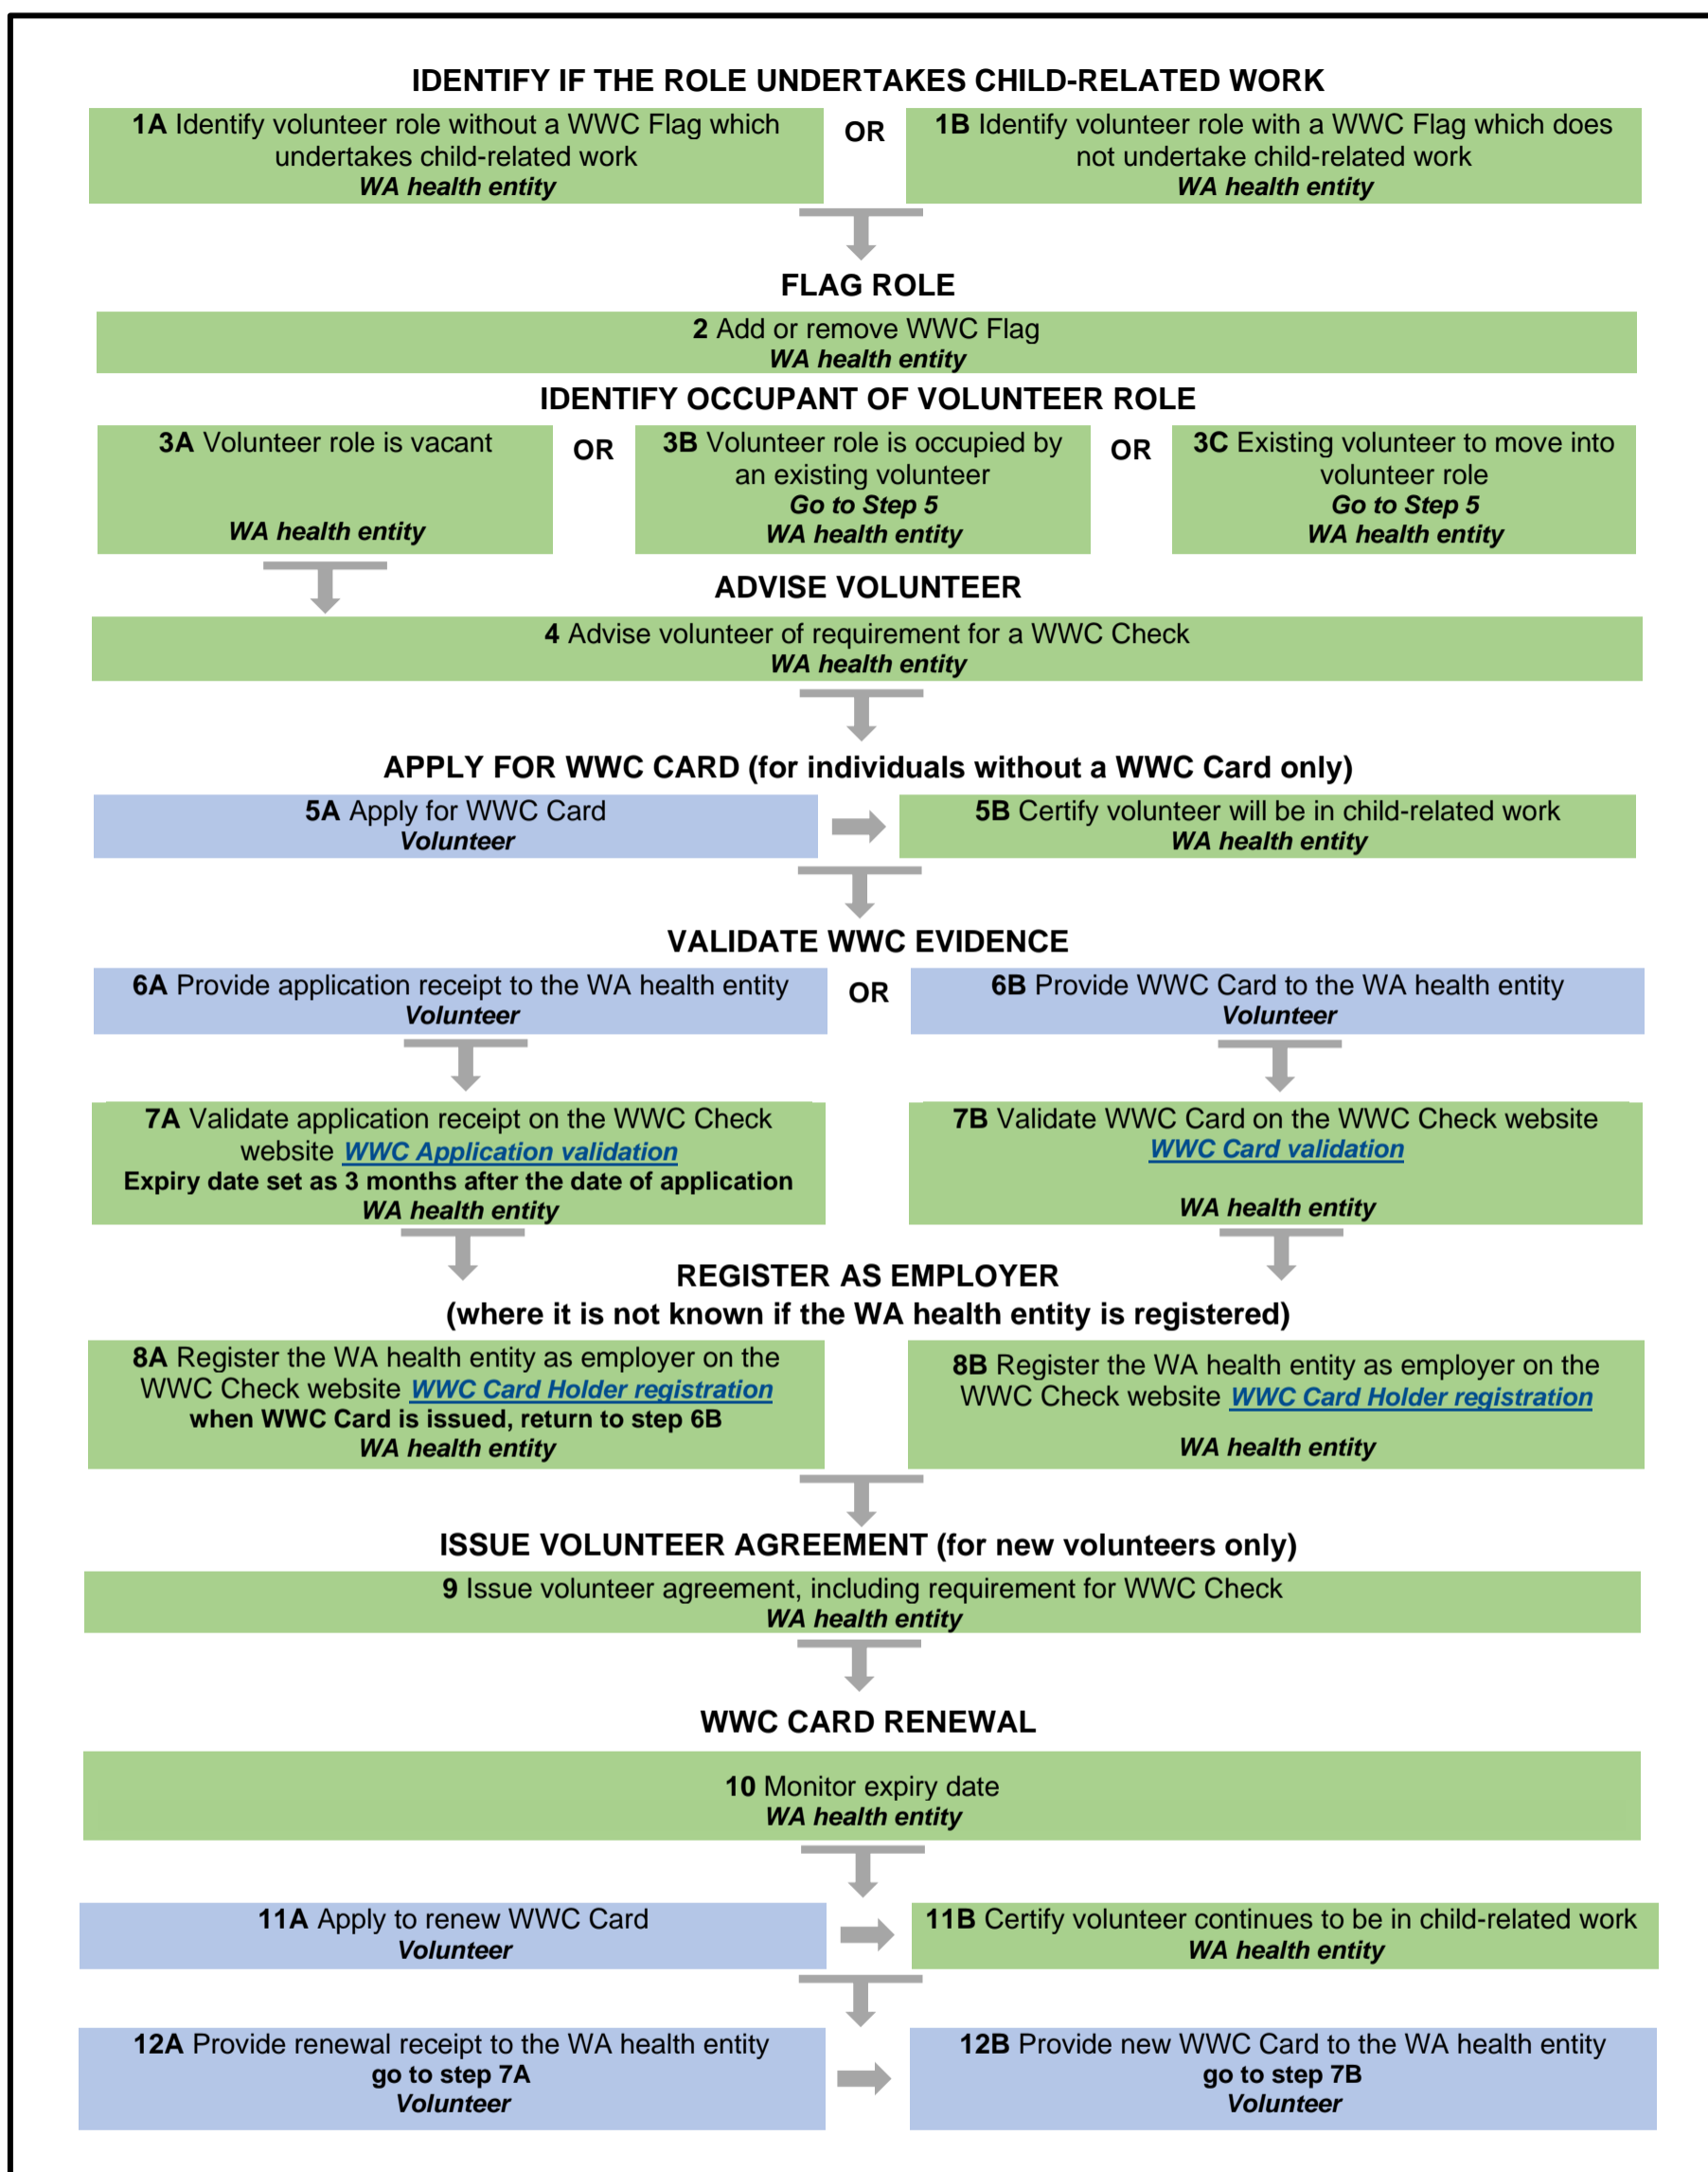 IDENTIFY IF THE ROLE UNDERTAKES CHILD-RELATED WORK
1A Identify volunteer role without a WWC Flag which
undertakes child-related work
WA health entity
OR
1B Identify volunteer role with a WWC Flag which does
not undertake child-related work
WA health entity
FLAG ROLE
2 Add or remove WWC Flag
WA health entity
IDENTIFY OCCUPANT OF VOLUNTEER ROLE
3A Volunteer role is vacant
WA health entity
OR
3B Volunteer role is occupied by
an existing volunteer
Go to Step 5
WA health entity
OR
3C Existing volunteer to move into
volunteer role
Go to Step 5
WA health entity
ADVISE VOLUNTEER
4 Advise volunteer of requirement for a WWC Check
WA health entity
APPLY FOR WWC CARD (for individuals without a WWC Card only)
5A Apply for WWC Card
Volunteer
5B Certify volunteer will be in child-related work
WA health entity
VALIDATE WWC EVIDENCE
6A Provide application receipt to the WA health entity
Volunteer
OR
6B Provide WWC Card to the WA health entity
Volunteer
7A Validate application receipt on the WWC Check
website WWC Application validation
Expiry date set as 3 months after the date of application
WA health entity
7B Validate WWC Card on the WWC Check website
WWC Card validation
WA health entity
REGISTER AS EMPLOYER
(where it is not known if the WA health entity is registered)
8A Register the WA health entity as employer on the
WWC Check website WWC Card Holder registration
when WWC Card is issued, return to step 6B
WA health entity
8B Register the WA health entity as employer on the
WWC Check website WWC Card Holder registration
WA health entity
ISSUE VOLUNTEER AGREEMENT (for new volunteers only)
9 Issue volunteer agreement, including requirement for WWC Check
WA health entity
WWC CARD RENEWAL
10 Monitor expiry date
WA health entity
11A Apply to renew WWC Card
Volunteer
11B Certify volunteer continues to be in child-related work
WA health entity
12A Provide renewal receipt to the WA health entity
go to step 7A
Volunteer
12B Provide new WWC Card to the WA health entity
go to step 7B
Volunteer